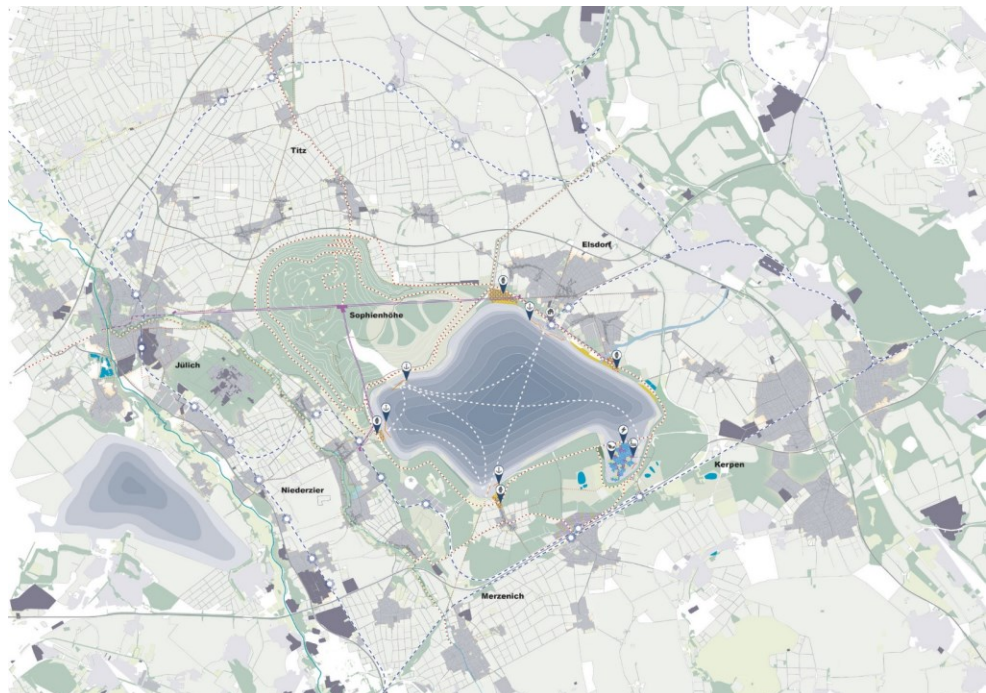 Titz
Elsdorf
Sophienhöhe
Jülich
Kerpen
Niederzier
Merzenich